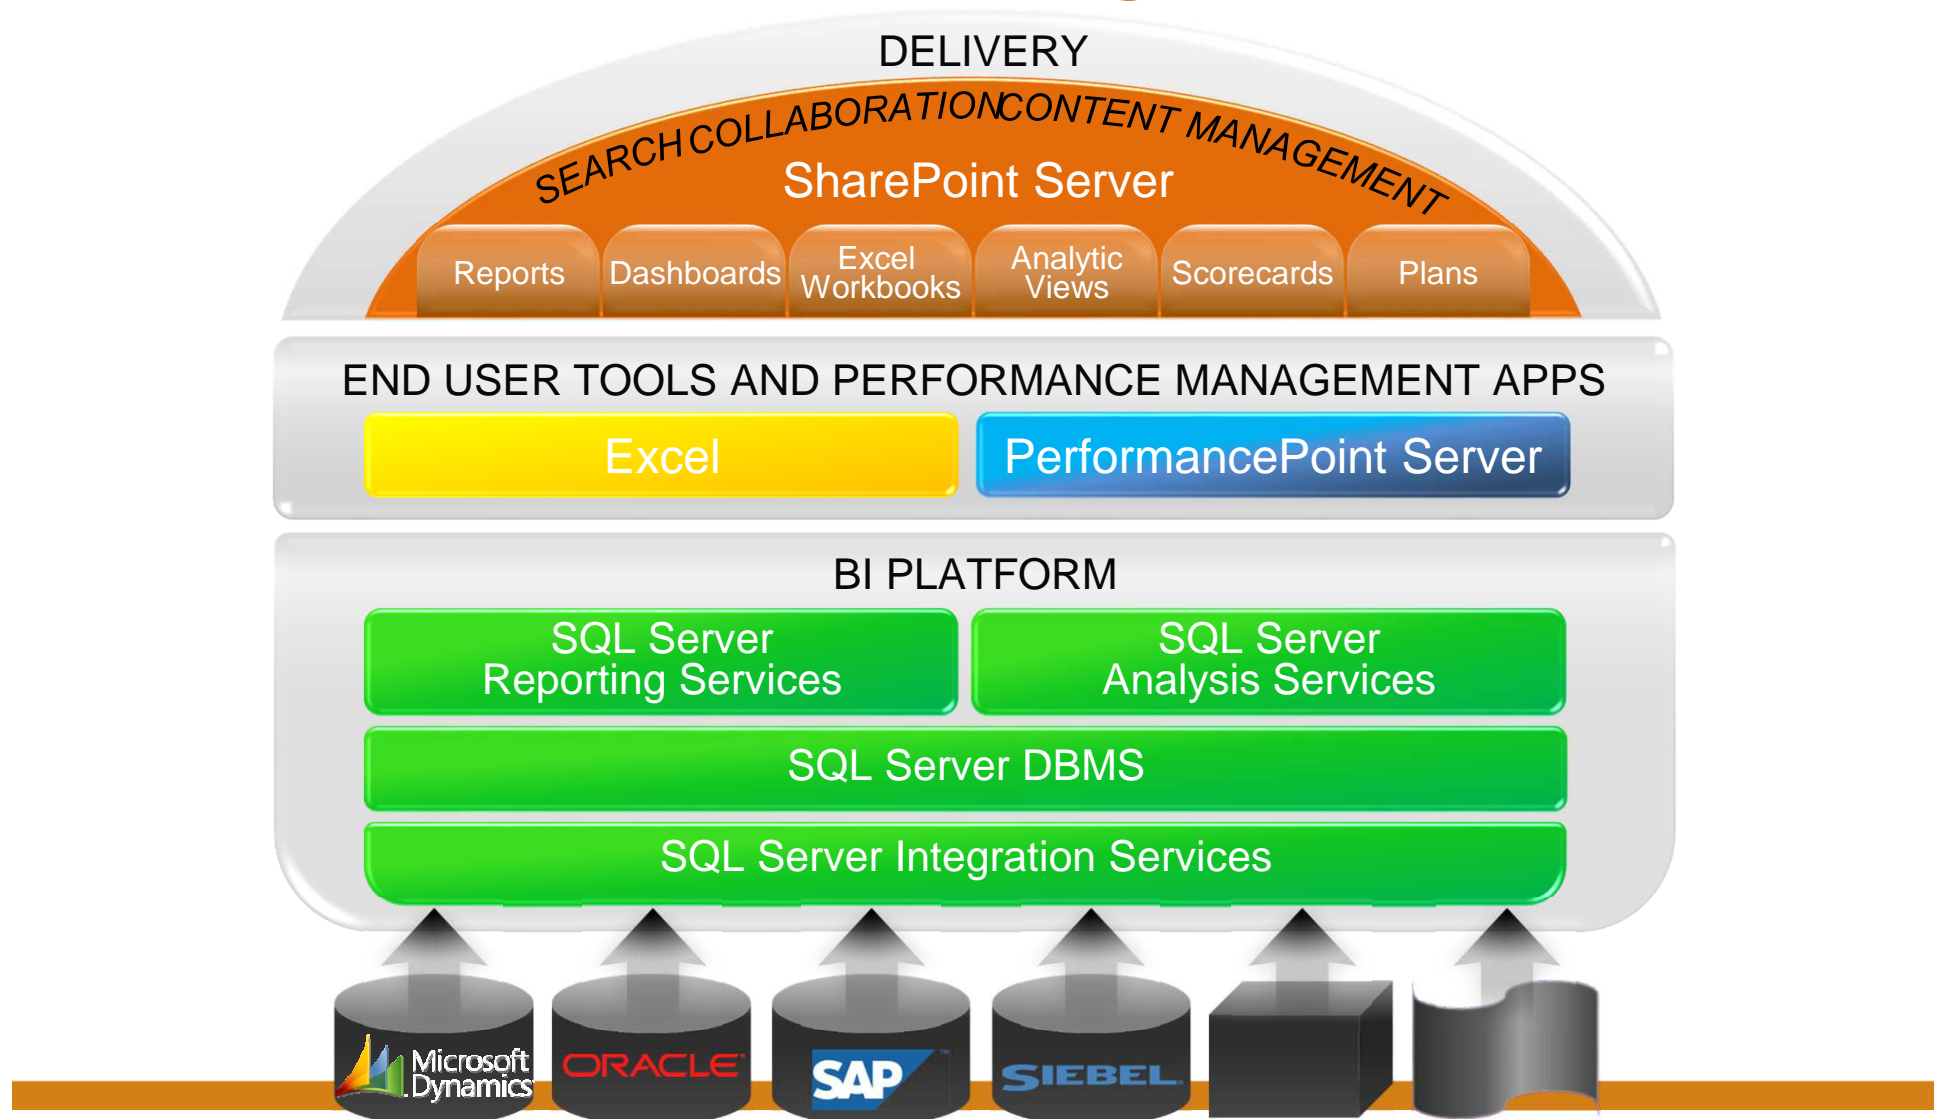 DELIVERY
SEARCH COLLABORATION CONTENT MANAGEMENT
SharePoint Server
Reports
Dashboards
Excel
Workbooks
Analytic
Views
Scorecards
Plans
END USER TOOLS AND PERFORMANCE MANAGEMENT APPS
Excel
PerformancePoint Server
BI PLATFORM
SQL Server
Reporting Services
SQL Server
Analysis Services
SQL Server DBMS
SQL Server Integration Services
Microsoft
Dynamics
ORACLE
SAP
SIEBEL